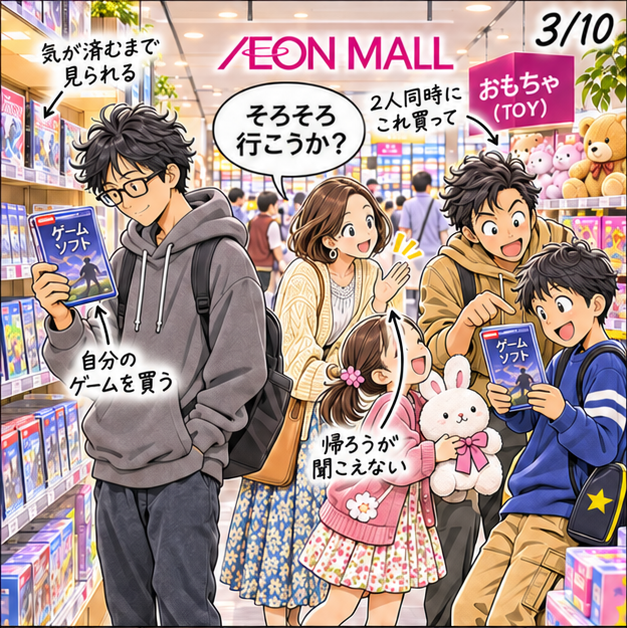 3/10
気が済むまで
見られる
ÆON MALL
そろそろ
行こうか?
2人同時に
これ買って
おもちゃ
(TOY)
ゲーム
ソフト
自分の
ゲームを買う
ゲーム
ソフト
帰ろうが
聞こえない